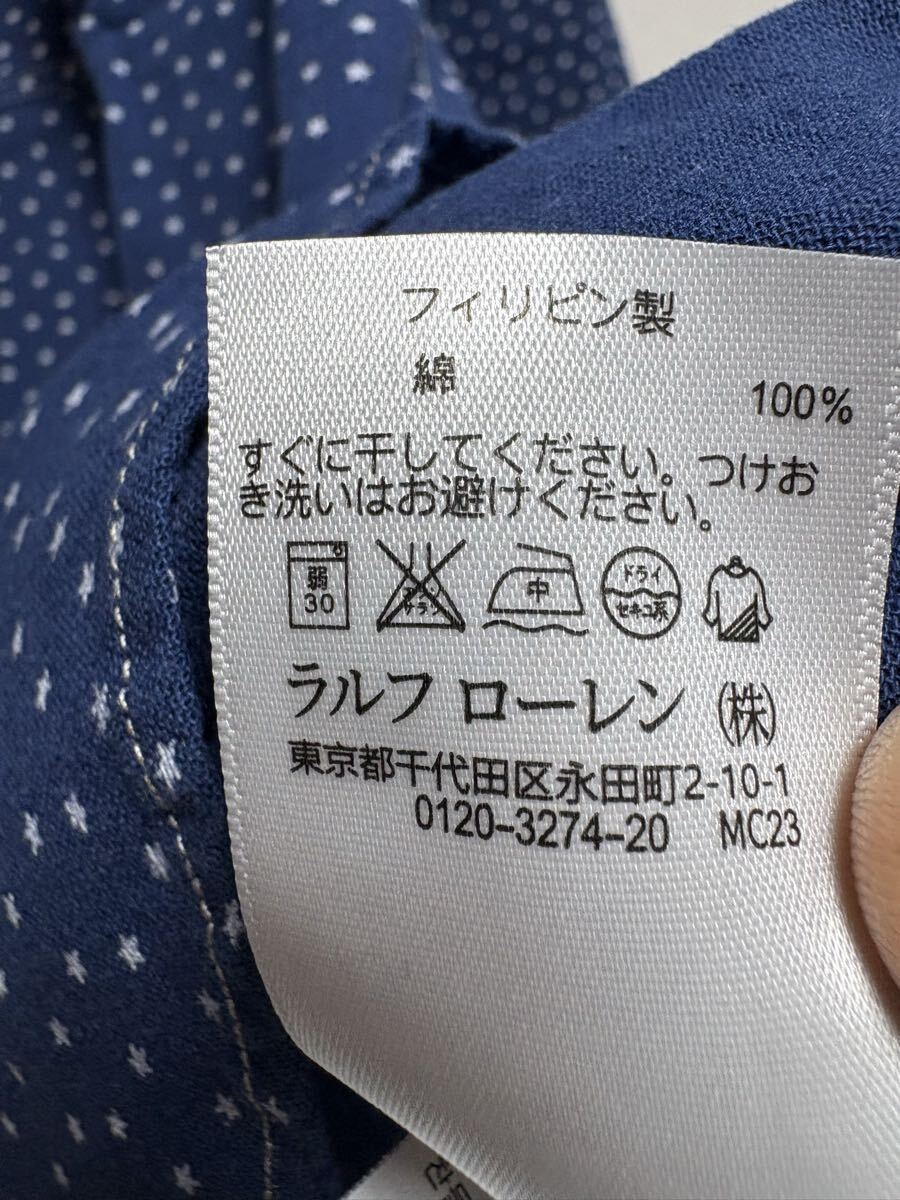 フィリピン製
綿 100%
すぐに干してください。つけお
き洗いはお避けください。
弱
30
中
ドライ
セキユ系
ラルフ ローレン ㈱
東京都千代田区永田町2-10-1
0120-3274-20 MC23